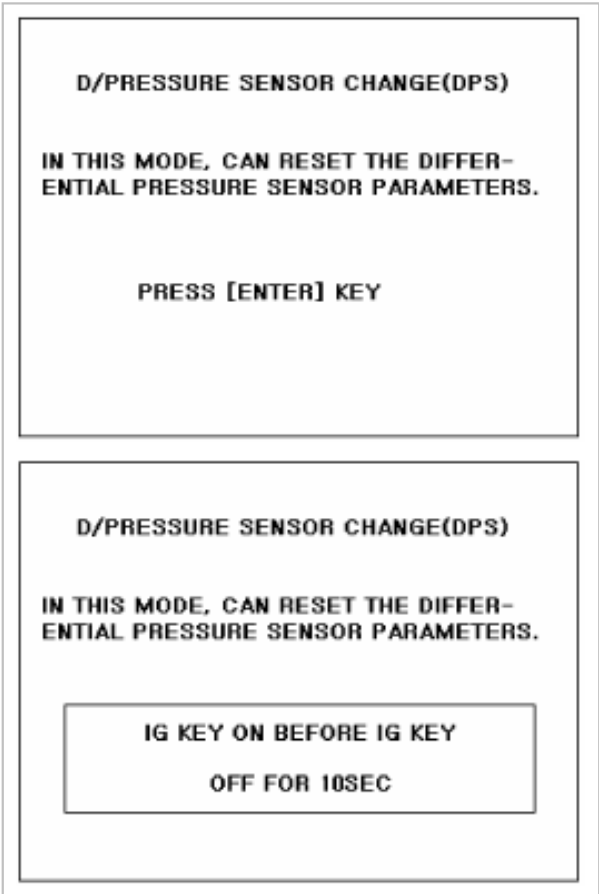 D/PRESSURE SENSOR CHANGE(DPS)
IN THIS MODE, CAN RESET THE DIFFER-
ENTIAL PRESSURE SENSOR PARAMETERS.
PRESS [ENTER] KEY
D/PRESSURE SENSOR CHANGE(DPS)
IN THIS MODE, CAN RESET THE DIFFER-
ENTIAL PRESSURE SENSOR PARAMETERS.
IG KEY ON BEFORE IG KEY
OFF FOR 10SEC